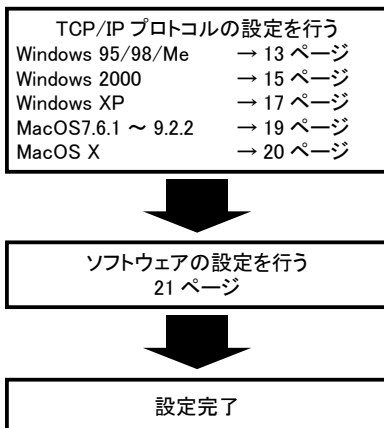 TCP/IP プロトコルの設定を行う
Windows 95/98/Me → 13 ページ
Windows 2000 → 15 ページ
Windows XP → 17 ページ
MacOS7.6.1 ~ 9.2.2 → 19 ページ
MacOS X → 20 ページ
ソフトウェアの設定を行う
21 ページ
設定完了